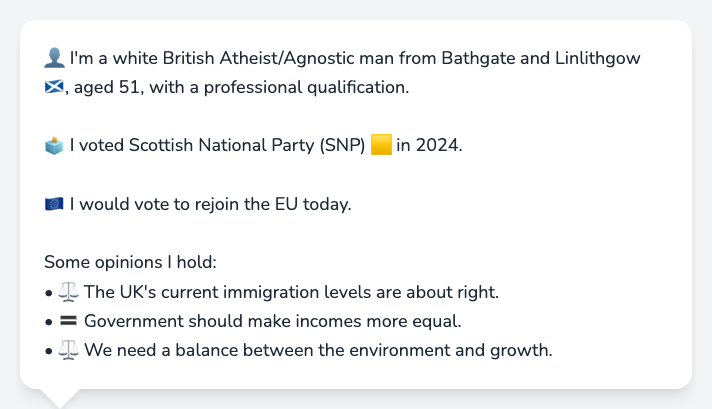 👤 I'm a white British Atheist/Agnostic man from Bathgate and Linlithgow
🏴󠁧󠁢󠁳󠁣󠁴󠁿, aged 51, with a professional qualification.
🗳️ I voted Scottish National Party (SNP) 🟨 in 2024.
🇪🇺 I would vote to rejoin the EU today.
Some opinions I hold:
• ⚖️ The UK's current immigration levels are about right.
• 🟰 Government should make incomes more equal.
• ⚖️ We need a balance between the environment and growth.